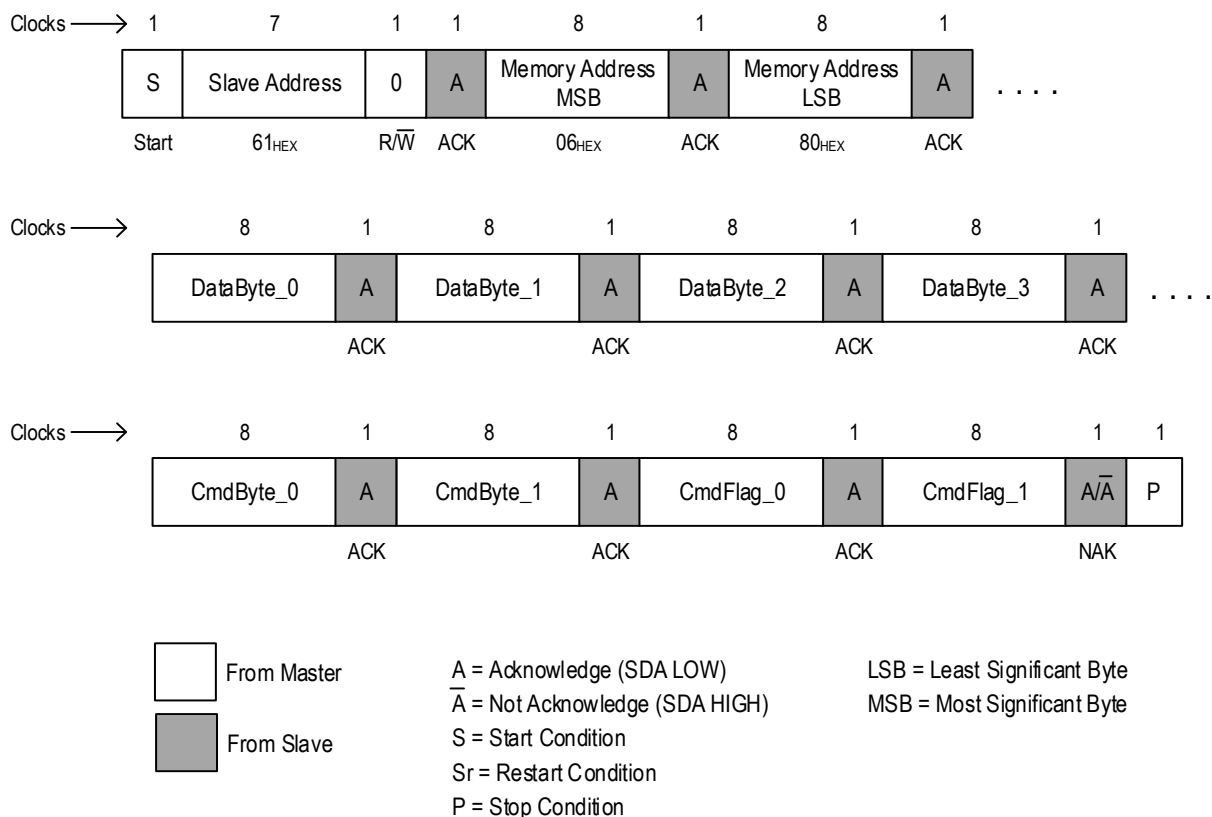 Clocks → 1 7 1 1 8 1 8 1
S Slave Address 0 A Memory Address MSB A Memory Address LSB A . . . .
Start 61HEX R/W̅ ACK 06HEX ACK 80HEX ACK
Clocks → 8 1 8 1 8 1 8 1
DataByte_0 A DataByte_1 A DataByte_2 A DataByte_3 A . . . .
ACK ACK ACK ACK
Clocks → 8 1 8 1 8 1 8 1 1
CmdByte_0 A CmdByte_1 A CmdFlag_0 A CmdFlag_1 A/A̅ P
ACK ACK ACK NAK
From Master
From Slave
A = Acknowledge (SDA LOW)
A̅ = Not Acknowledge (SDA HIGH)
S = Start Condition
Sr = Restart Condition
P = Stop Condition
LSB = Least Significant Byte
MSB = Most Significant Byte